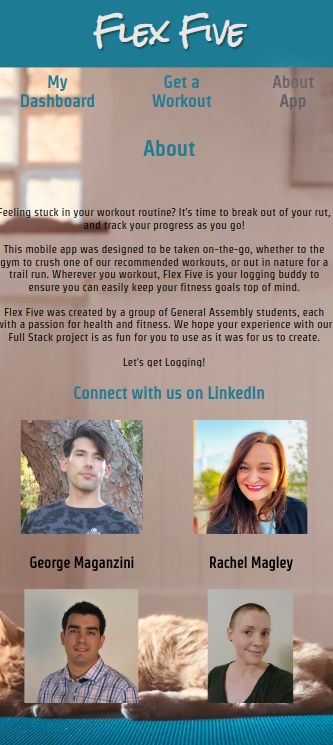 Flex Five
My
Dashboard
Get a
Workout
About
App
About
Feeling stuck in your workout routine? It's time to break out of your rut,
and track your progress as you go!
This mobile app was designed to be taken on-the-go, whether to the
gym to crush one of our recommended workouts, or out in nature for a
trail run. Wherever you workout, Flex Five is your logging buddy to
ensure you can easily keep your fitness goals top of mind.
Flex Five was created by a group of General Assembly students, each
with a passion for health and fitness. We hope your experience with our
Full Stack project is as fun for you to use as it was for us to create.
Let's get Logging!
Connect with us on LinkedIn
George Maganzini
Rachel Magley